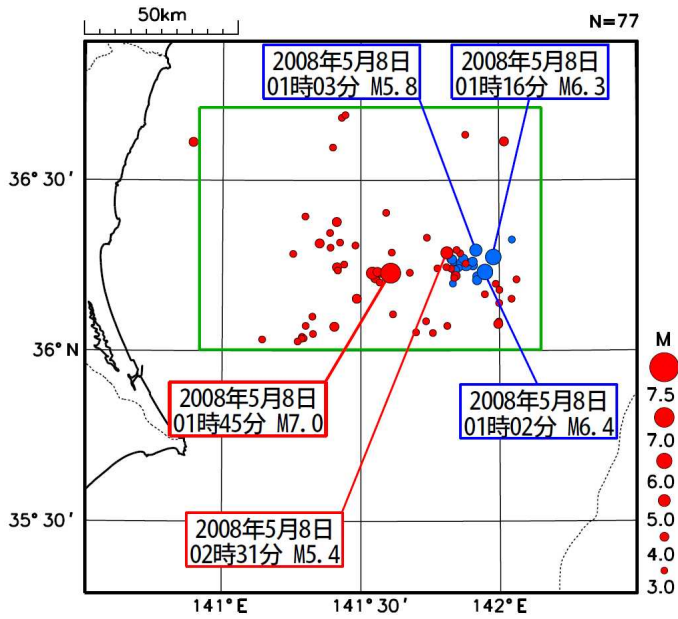 50km
N=77
2008年5月8日
01時03分 M5.8
2008年5月8日
01時16分 M6.3
36°30′
36°N
2008年5月8日
01時45分 M7.0
2008年5月8日
01時02分 M6.4
M
7.5
7.0
6.0
5.0
4.0
3.0
35°30′
2008年5月8日
02時31分 M5.4
141°E
141°30′
142°E